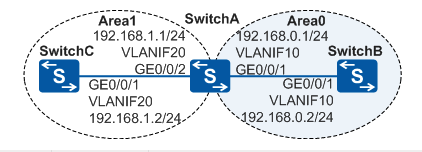 Area1
SwitchA
Area0
192.168.1.1/24
192.168.0.1/24
SwitchC
VLANIF20
VLANIF10
SwitchB
GE0/0/2
GE0/0/1
S
S
S
GE0/0/1
GE0/0/1
VLANIF20
VLANIF10
192.168.1.2/24
192.168.0.2/24